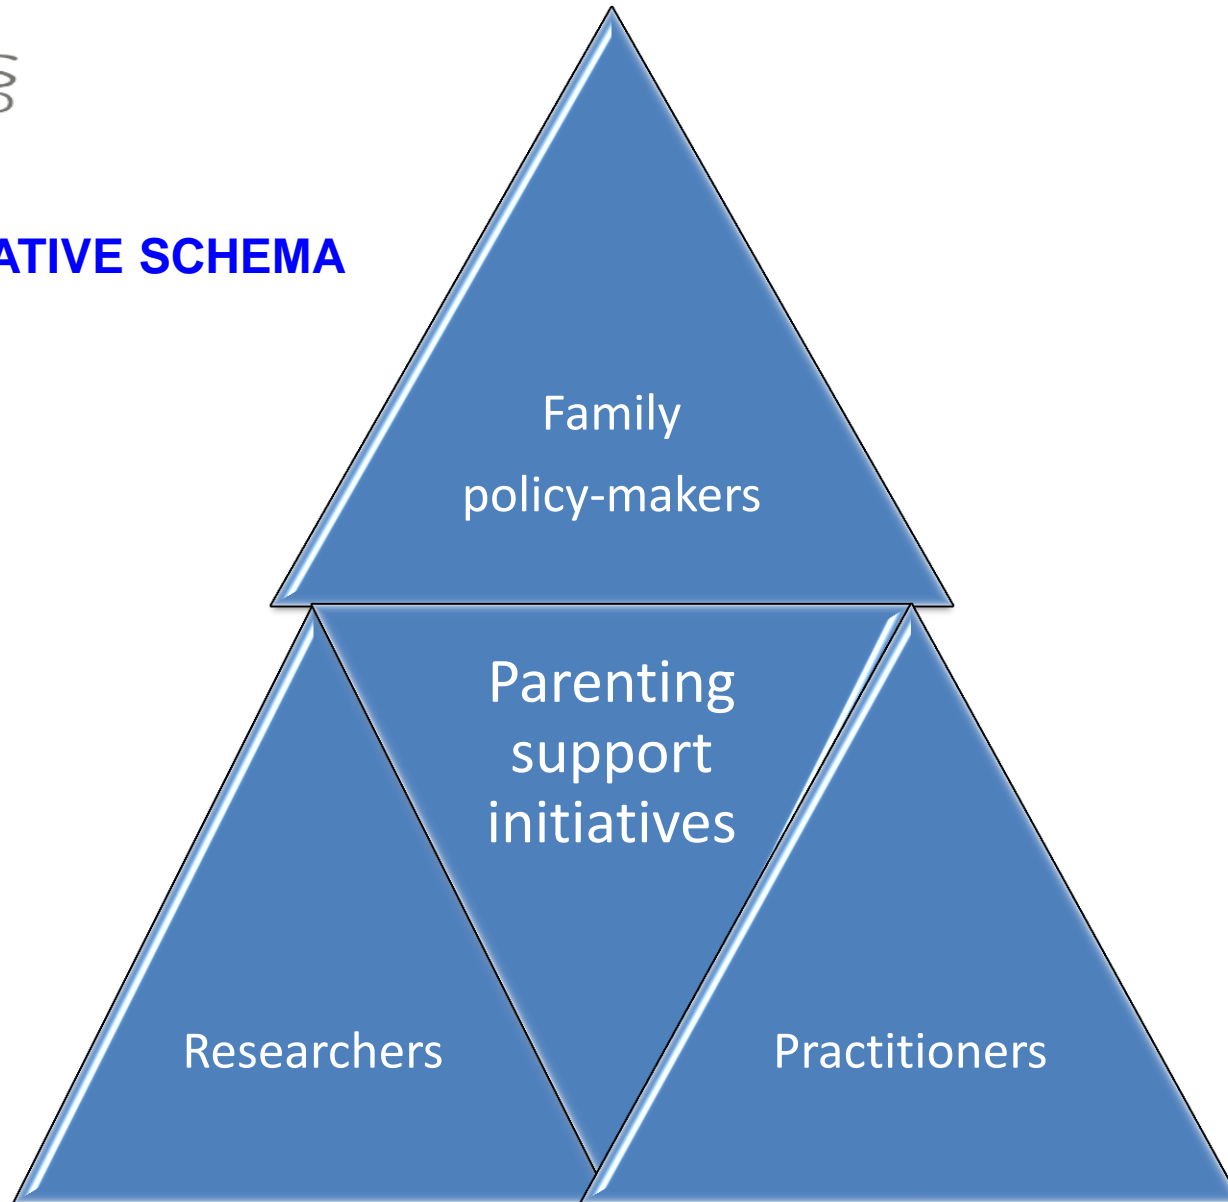 ATIVE SCHEMA
Family
policy-makers
Parenting
support
initiatives
Researchers
Practitioners